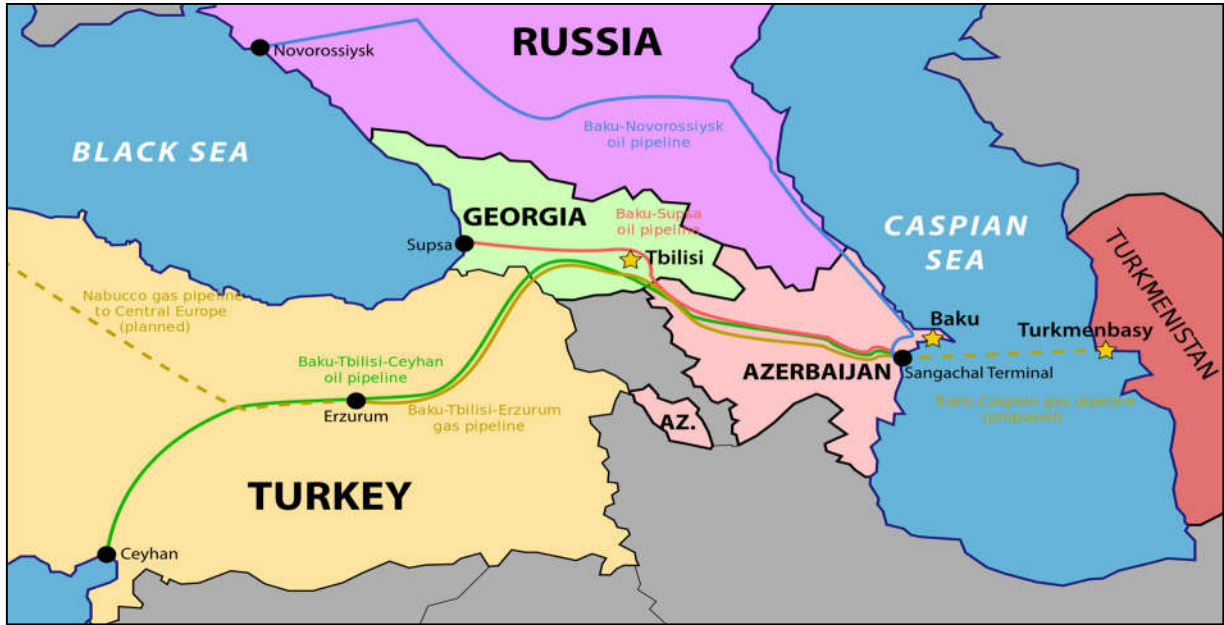 RUSSIA
Novorossiysk
Baku-Novorossiysk
oil pipeline
BLACK SEA
GEORGIA
Baku-Supsa
oil pipeline
Supsa
Tbilisi
CASPIAN
SEA
TURKMENISTAN
Nabucco gas pipeline
to Central Europe
(planned)
Baku
Turkmenbasy
Baku-Tbilisi-Ceyhan
oil pipeline
AZERBAIJAN
Sangachal Terminal
Erzurum
Baku-Tbilisi-Erzurum
gas pipeline
Trans-Caspian gas pipeline
(proposed)
AZ.
TURKEY
Ceyhan